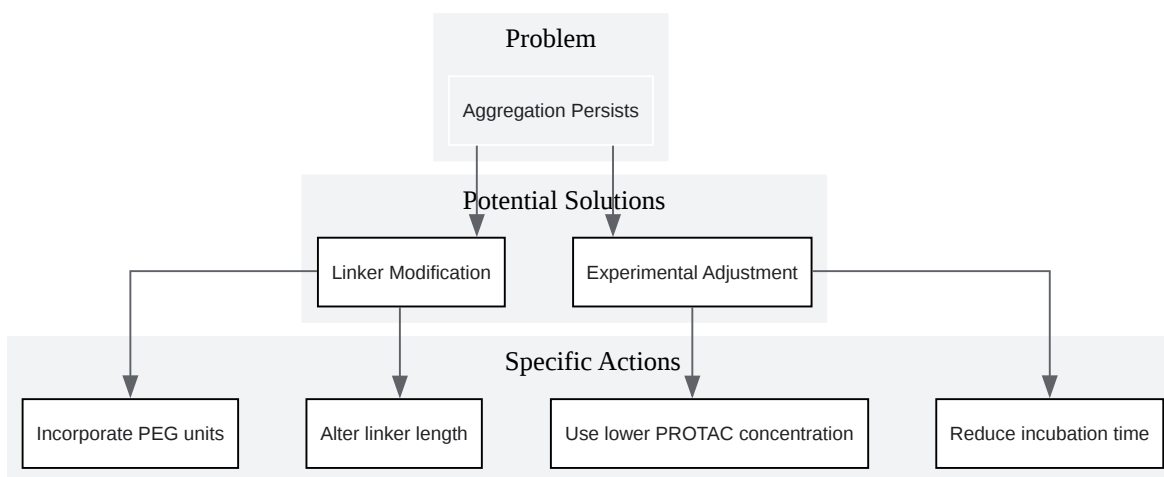 Problem
Aggregation Persists
Potential Solutions
Linker Modification
Experimental Adjustment
Specific Actions
Incorporate PEG units
Alter linker length
Use lower PROTAC concentration
Reduce incubation time